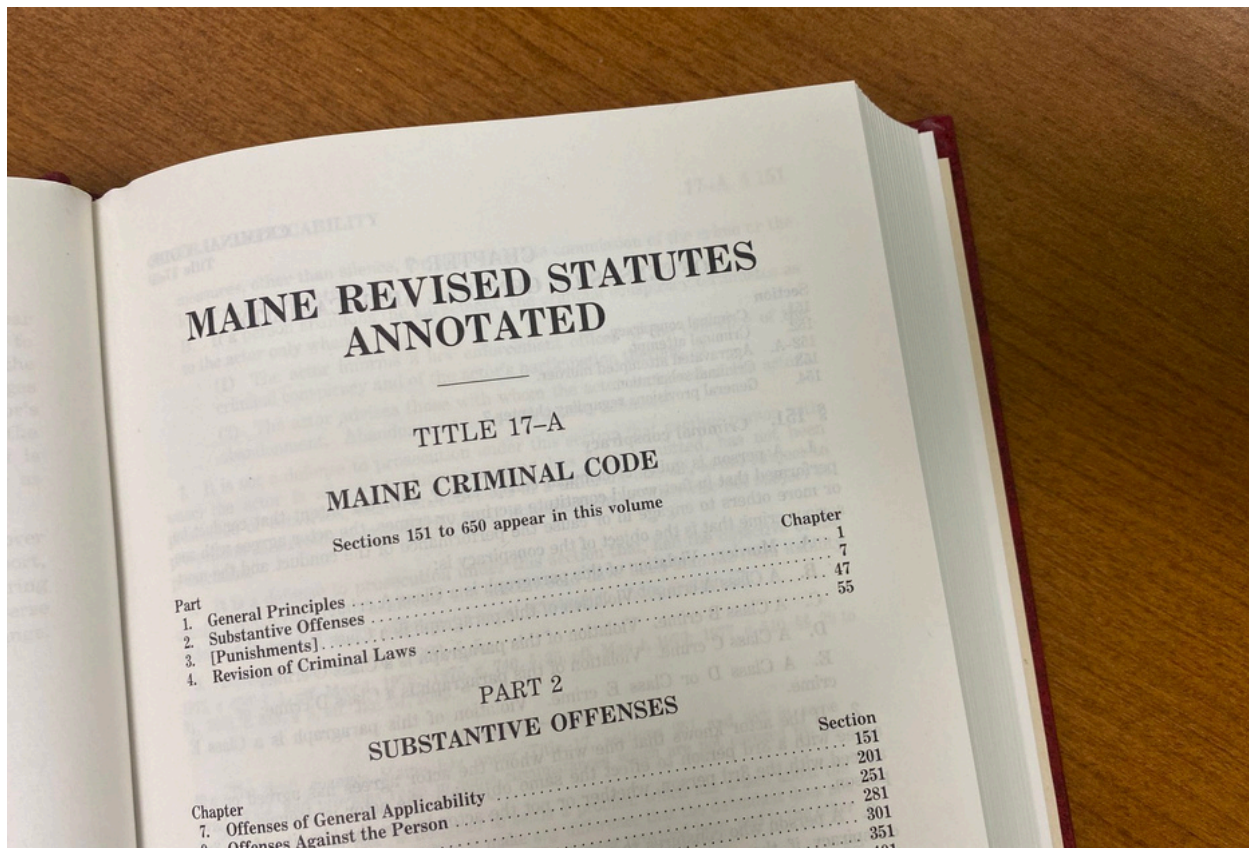 MAINE REVISED STATUTES
ANNOTATED
TITLE 17–A
MAINE CRIMINAL CODE
Sections 151 to 650 appear in this volume
Part Chapter
1. General Principles 1
2. Substantive Offenses 7
3. [Punishments] 47
4. Revision of Criminal Laws 55
PART 2
SUBSTANTIVE OFFENSES
Chapter Section
7. Offenses of General Applicability 151
Offenses Against the Person 201
251
281
301
351